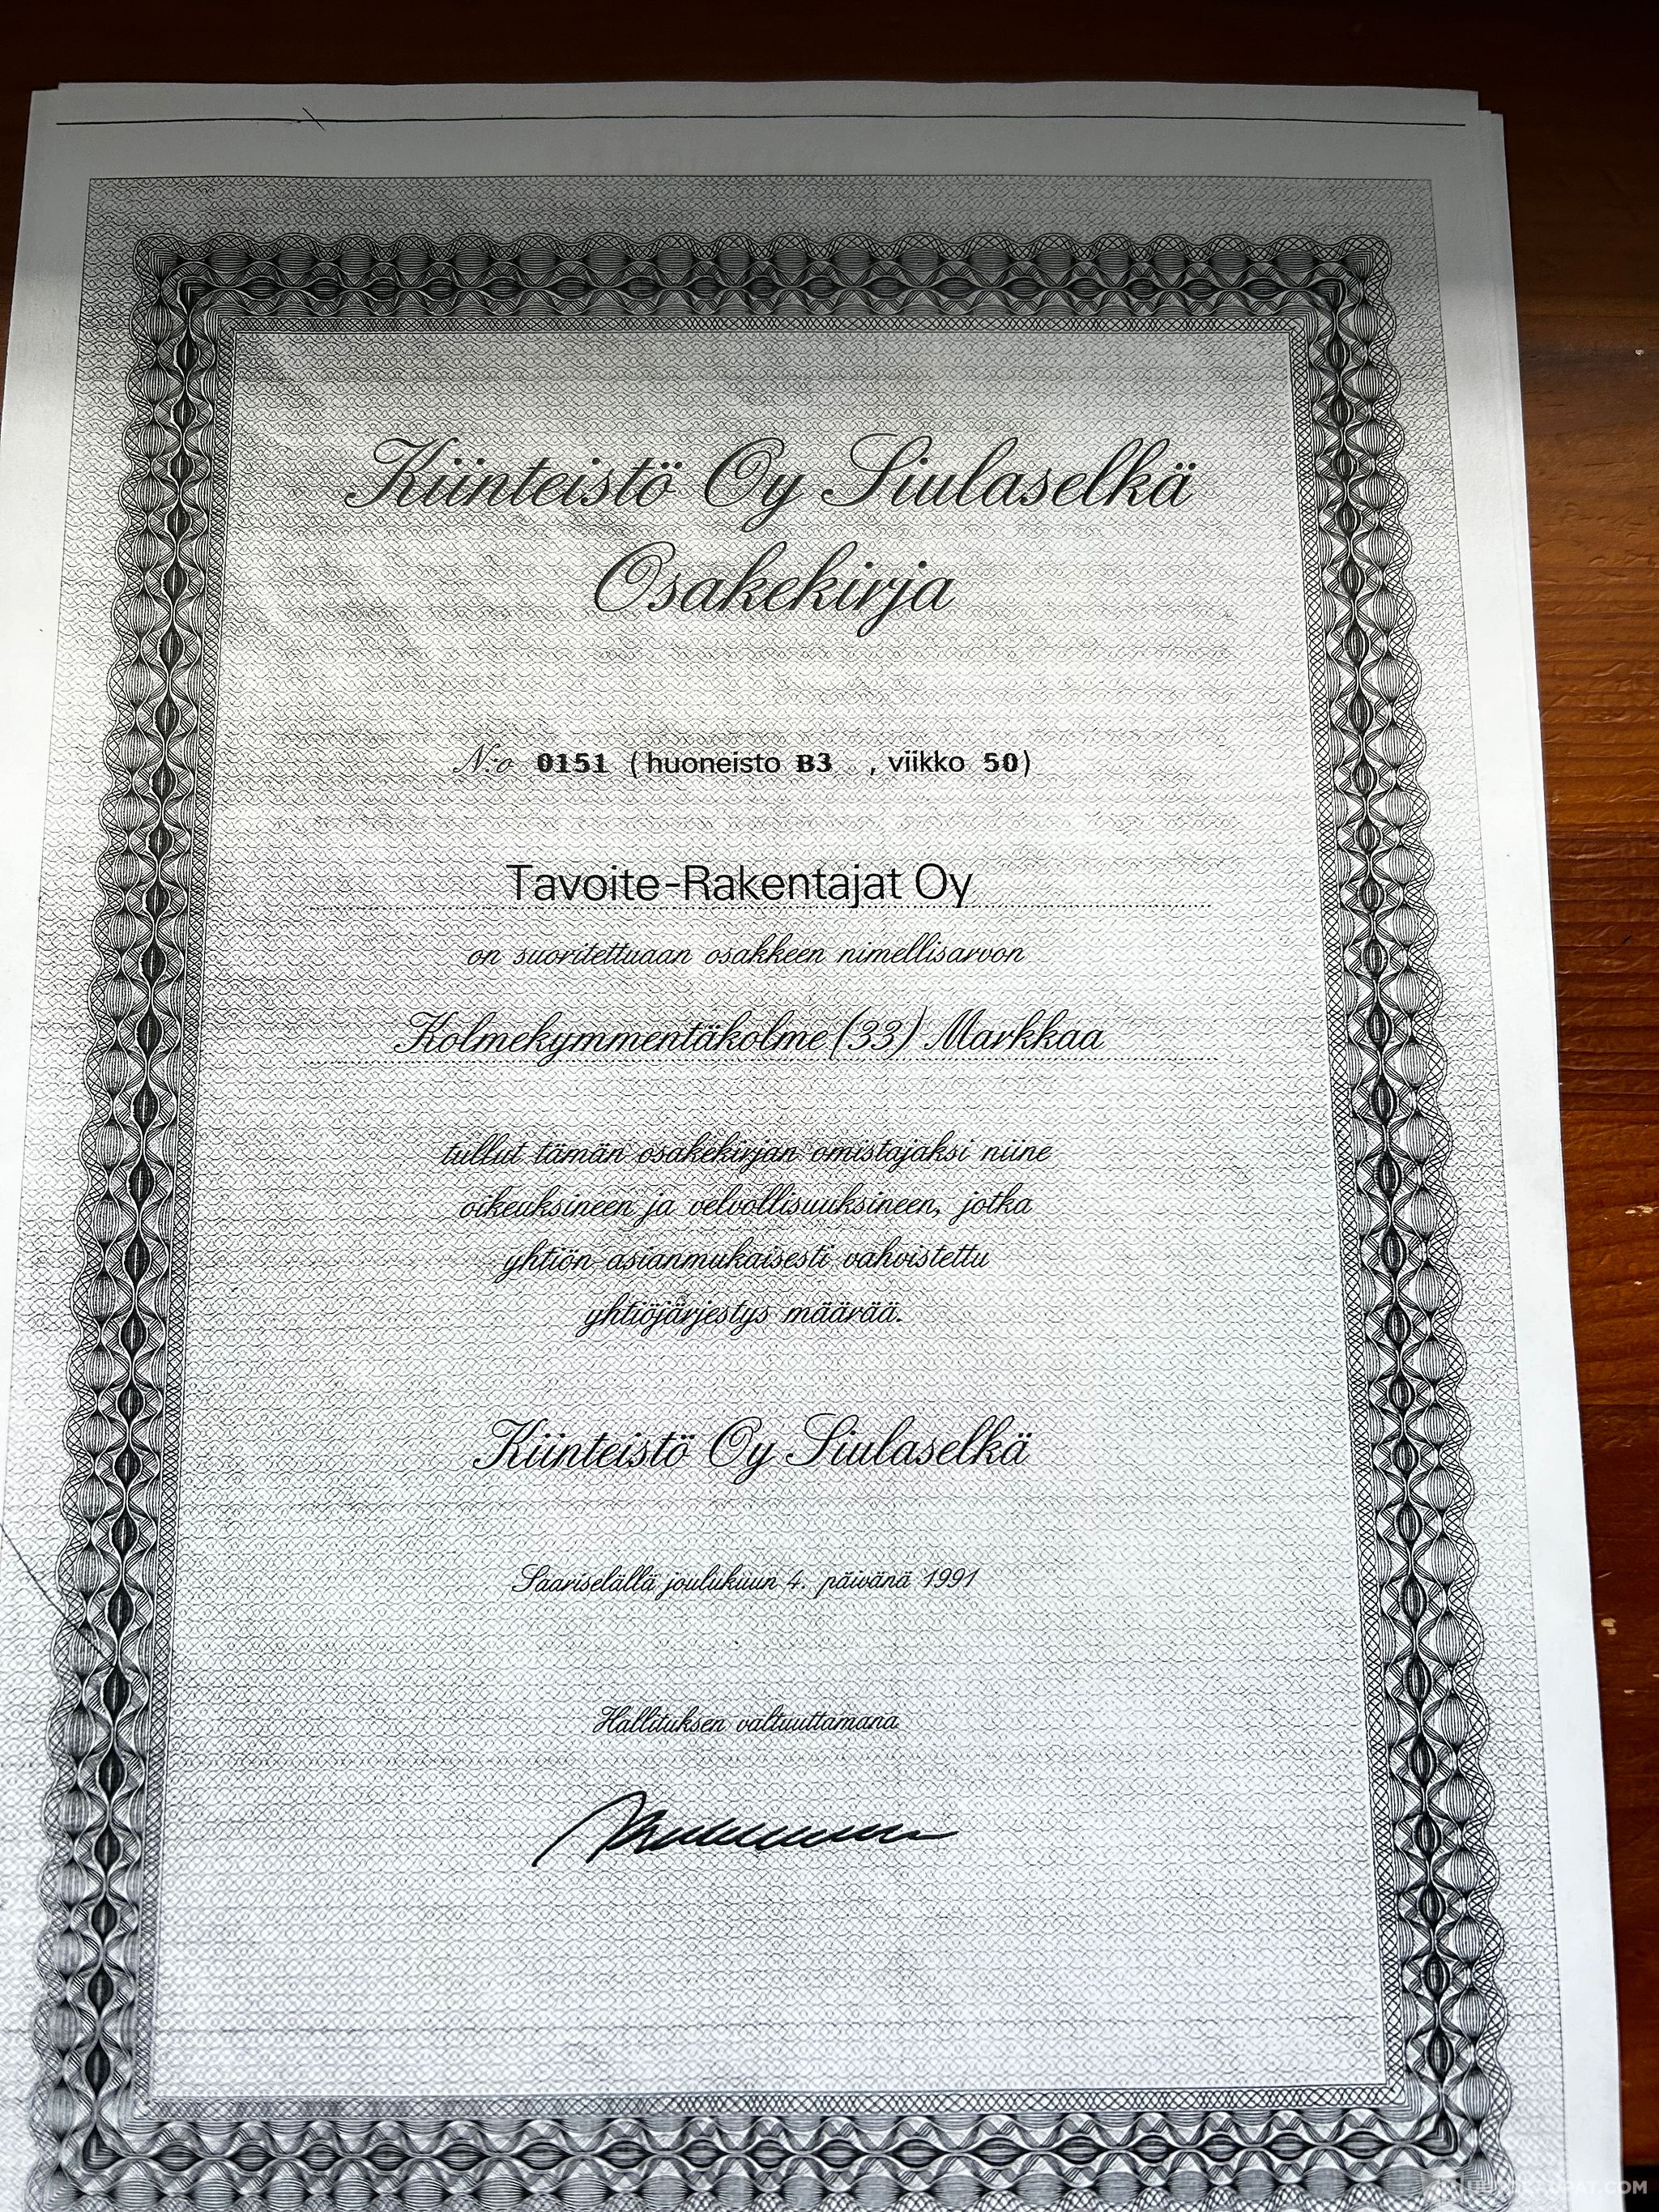 Kiinteistö Oy Siulaselkä
Osakekirja
N:o 0151 (huoneisto B3 , viikko 50)
Tavoite-Rakentajat Oy
on suoritettuaan osakkeen nimellisarvon
Kolmekymmentäkolme (33) Markkaa
tullut tämän osakekirjan omistajaksi niine
oikeuksineen ja velvollisuuksineen, jotka
yhtiön asianmukaisesti vahvistettu
yhtiöjärjestys määrää.
Kiinteistö Oy Siulaselkä
Saariselällä joulukuun 4. päivänä 1991
Hallituksen valtuuttamana